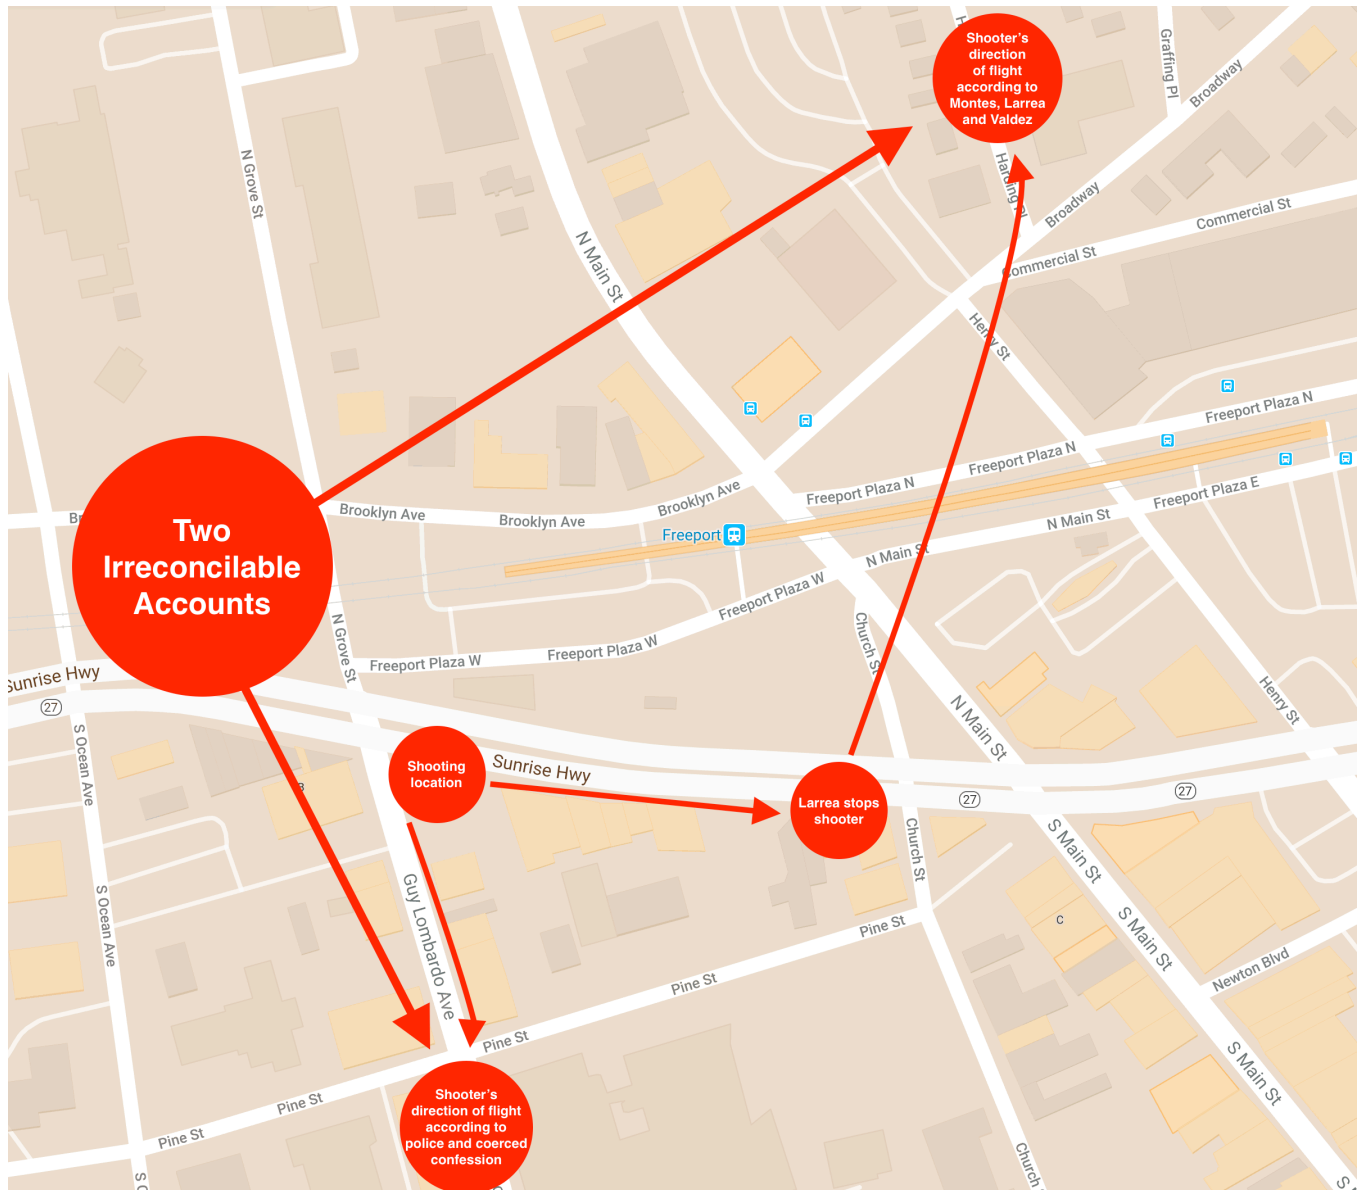 Shooter's
direction
of flight
according to
Montes, Larrea
and Valdez
Graffing Pl
Broadway
N Grove St
Harding Pl
Broadway
Commercial St
N Main St
Commercial St
Henry St
Freeport Plaza N
Freeport Plaza N
Freeport Plaza N
Freeport Plaza E
Brooklyn Ave
Brooklyn Ave
Brooklyn Ave
N Main St
Freeport
N Main St
Two
Irreconcilable
Accounts
Freeport Plaza W
Freeport Plaza W
Freeport Plaza W
N Grove St
Church St
Sunrise Hwy
27
Henry St
N Main St
S Ocean Ave
Shooting
location
Sunrise Hwy
Larrea stops
shooter
27
27
S Main St
Church St
S Ocean Ave
Guy Lombardo Ave
C
Pine St
S Main St
Newton Blvd
Pine St
Pine St
S Main St
Pine St
Pine St
Shooter's
direction of flight
according to
police and coerced
confession
Church